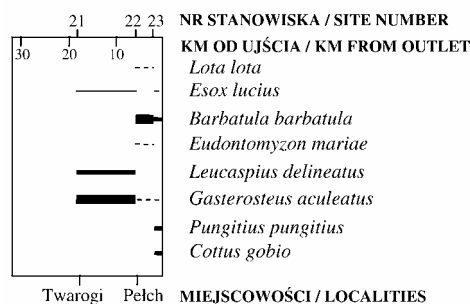 21 22 23 NR STANOWISKA / SITE NUMBER
30 20 10 KM OD UJŚCIA / KM FROM OUTLET
Lota lota
Esox lucius
Barbatula barbatula
Eudontomyzon mariae
Leucaspius delineatus
Gasterosteus aculeatus
Pungitius pungitius
Cottus gobio
Twarogi Pełch MIEJSCOWOŚCI / LOCALITIES